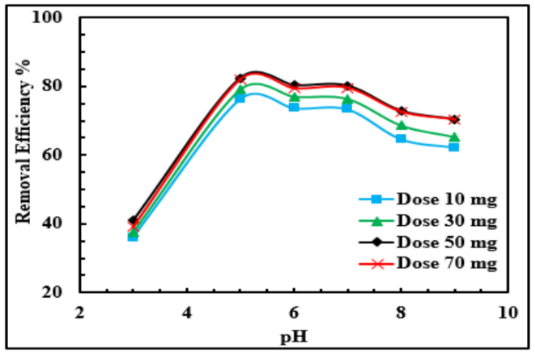 100
80
60
40
20
Removal Efficiency %
Dose 10 mg
Dose 30 mg
Dose 50 mg
Dose 70 mg
2 4 6 8 10
pH